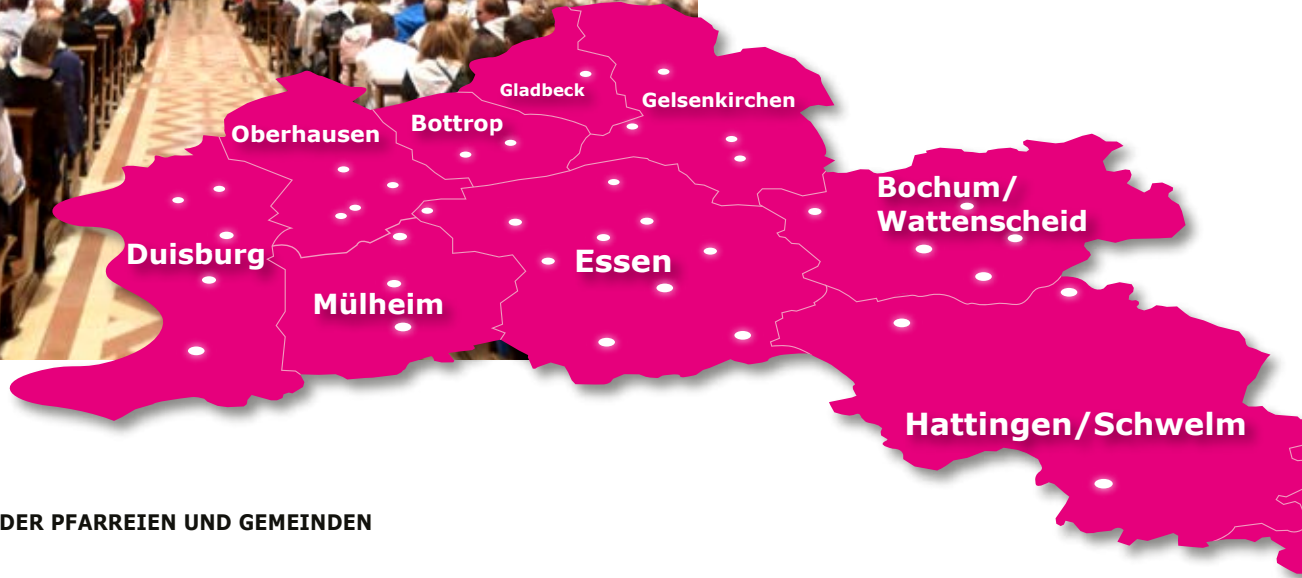 Gladbeck
Gelsenkirchen
Bottrop
Oberhausen
Bochum/
Wattenscheid
Duisburg
Essen
Mülheim
Hattingen/Schwelm
DER PFARREIEN UND GEMEINDEN